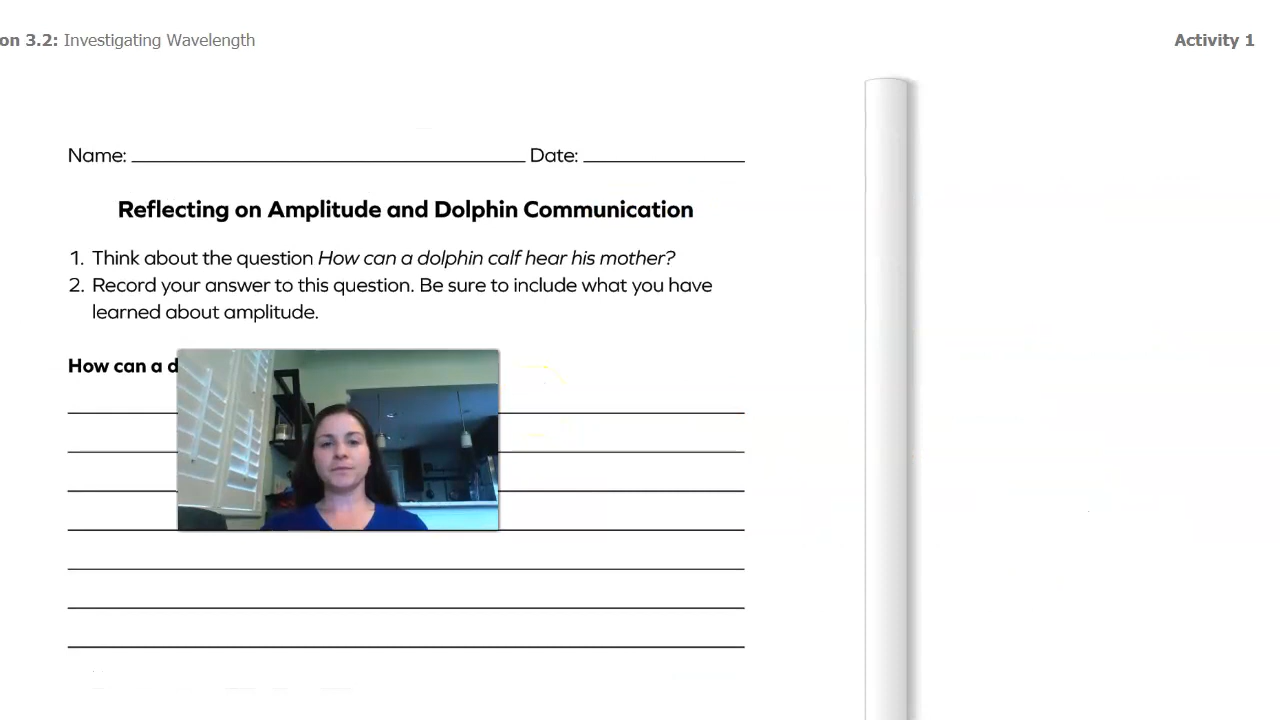 on 3.2: Investigating Wavelength
Activity 1
Name: Date:
Reflecting on Amplitude and Dolphin Communication
1. Think about the question How can a dolphin calf hear his mother?
2. Record your answer to this question. Be sure to include what you have
learned about amplitude.
How can a d